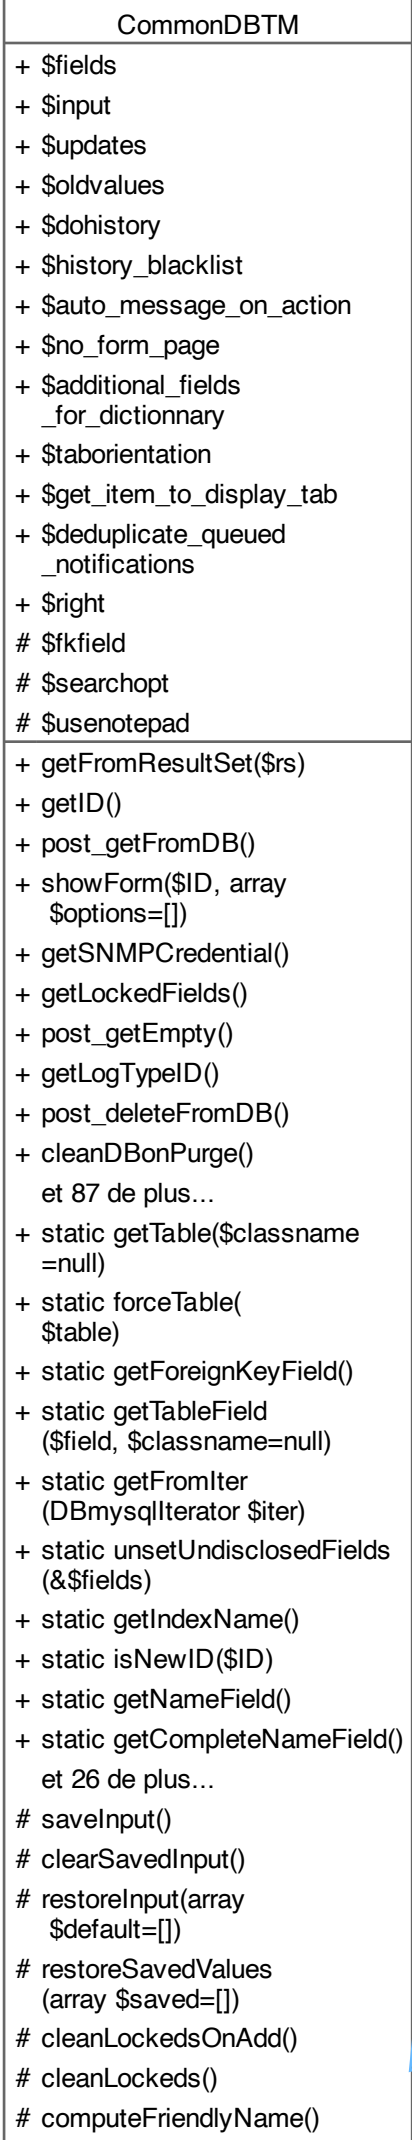 CommonDBTM
+ $fields
+ $input
+ $updates
+ $oldvalues
+ $dohistory
+ $history_blacklist
+ $auto_message_on_action
+ $no_form_page
+ $additional_fields
_for_dictionnary
+ $taborientation
+ $get_item_to_display_tab
+ $deduplicate_queued
_notifications
+ $right
# $fkfield
# $searchopt
# $usenotepad
+ getFromResultSet($rs)
+ getID()
+ post_getFromDB()
+ showForm($ID, array
$options=[])
+ getSNMPCredential()
+ getLockedFields()
+ post_getEmpty()
+ getLogTypeID()
+ post_deleteFromDB()
+ cleanDBonPurge()
et 87 de plus...
+ static getTable($classname
=null)
+ static forceTable(
$table)
+ static getForeignKeyField()
+ static getTableField
($field, $classname=null)
+ static getFromIter
(DBmysqlIterator $iter)
+ static unsetUndisclosedFields
(&$fields)
+ static getIndexName()
+ static isNewID($ID)
+ static getNameField()
+ static getCompleteNameField()
et 26 de plus...
# saveInput()
# clearSavedInput()
# restoreInput(array
$default=[])
# restoreSavedValues
(array $saved=[])
# cleanLockedsOnAdd()
# cleanLockeds()
# computeFriendlyName()